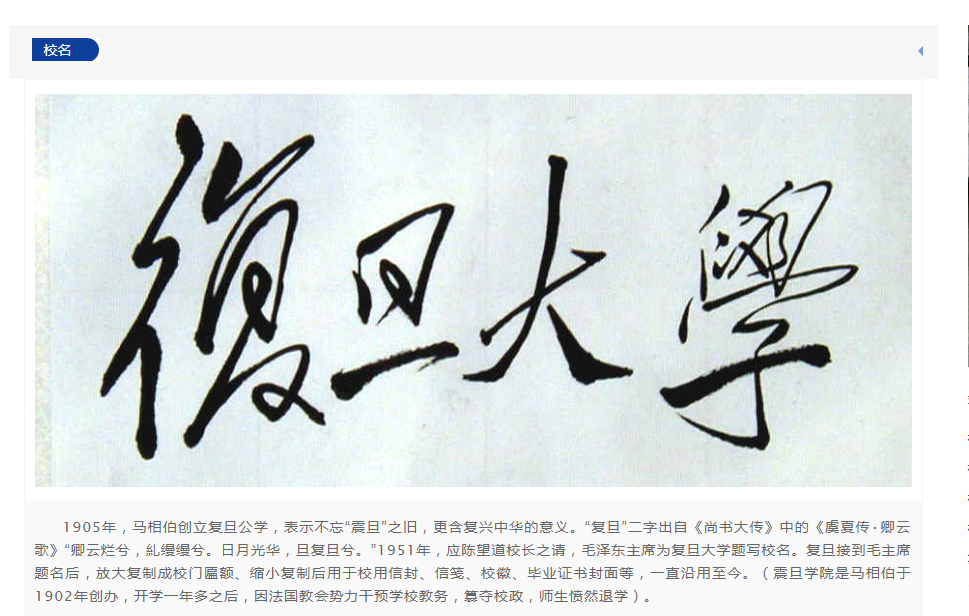 校名
復旦大學
1905年，马相伯创立复旦公学，表示不忘“震旦”之旧，更含复兴中华的意义。“复旦”二字出自《尚书大传》中的《虞夏传·卿云
歌》“卿云烂兮，糺缦缦兮。日月光华，旦复旦兮。”1951年，应陈望道校长之请，毛泽东主席为复旦大学题写校名。复旦接到毛主席
题名后，放大复制成校门匾额、缩小复制后用于校用信封、信笺、校徽、毕业证书封面等，一直沿用至今。（震旦学院是马相伯于
1902年创办，开学一年多之后，因法国教会势力干预学校教务，篡夺校政，师生愤然退学）。